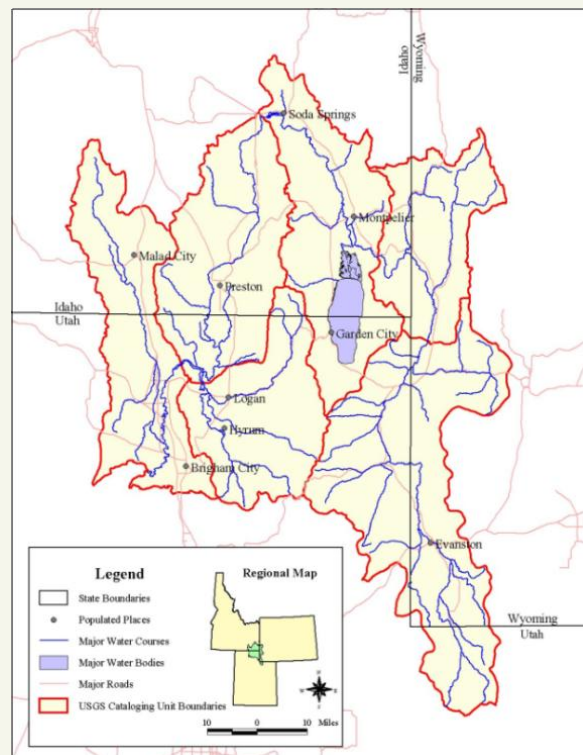 Idaho
Wyoming
Soda Springs
Montpelier
Malad City
Preston
Idaho
Utah
Garden City
Logan
Hyrum
Brigham City
Evanston
Wyoming
Utah
Legend
State Boundaries
Populated Places
Major Water Courses
Major Water Bodies
Major Roads
USGS Cataloging Unit Boundaries
Regional Map
10 0 10 Miles